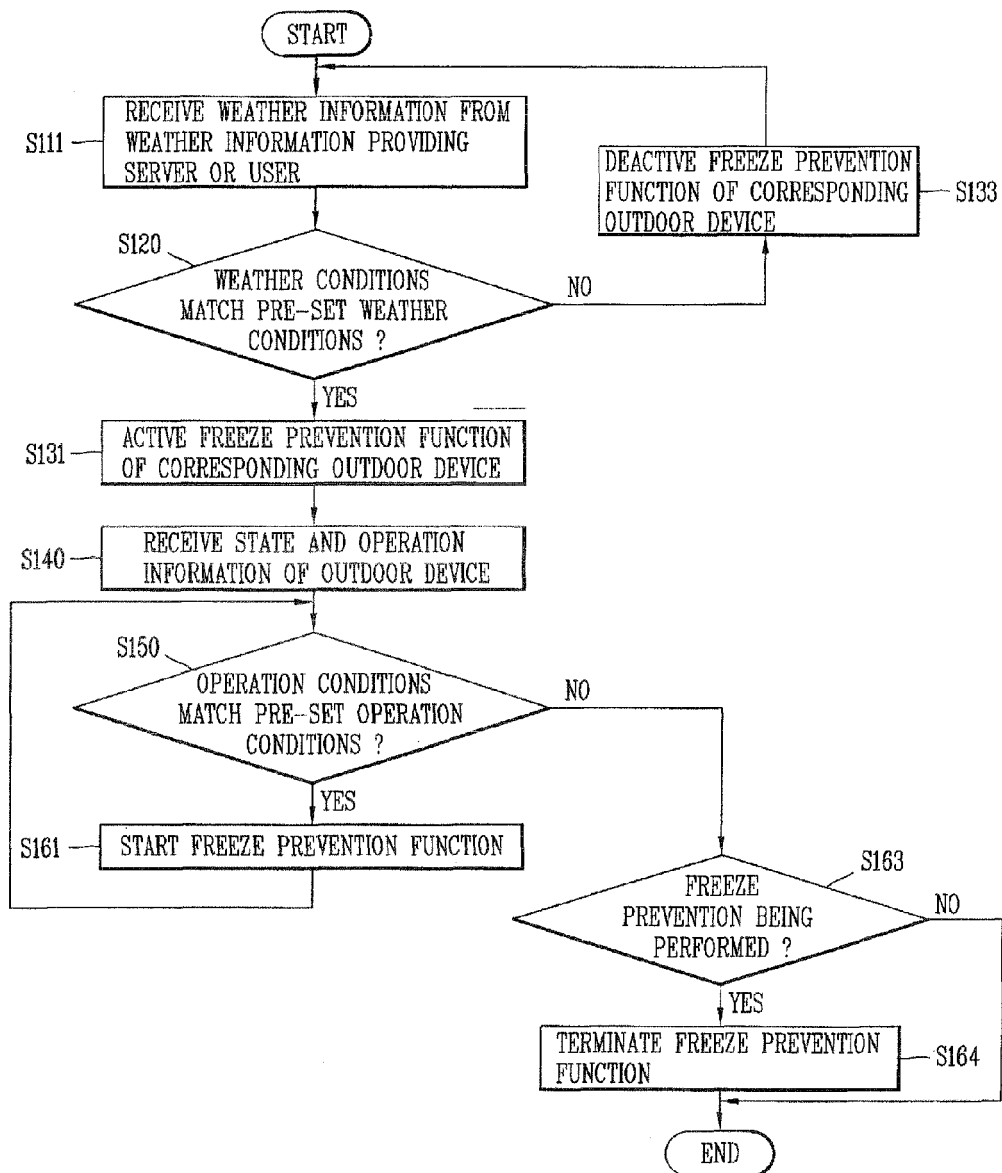 START
S111
RECEIVE WEATHER INFORMATION FROM
WEATHER INFORMATION PROVIDING
SERVER OR USER
DEACTIVE FREEZE PREVENTION
FUNCTION OF CORRESPONDING
OUTDOOR DEVICE
S133
S120
WEATHER CONDITIONS
MATCH PRE-SET WEATHER
CONDITIONS ?
NO
YES
S131
ACTIVE FREEZE PREVENTION FUNCTION
OF CORRESPONDING OUTDOOR DEVICE
S140
RECEIVE STATE AND OPERATION
INFORMATION OF OUTDOOR DEVICE
S150
OPERATION CONDITIONS
MATCH PRE-SET OPERATION
CONDITIONS ?
NO
YES
S161
START FREEZE PREVENTION FUNCTION
S163
FREEZE
PREVENTION BEING
PERFORMED ?
NO
YES
TERMINATE FREEZE PREVENTION
FUNCTION
S164
END